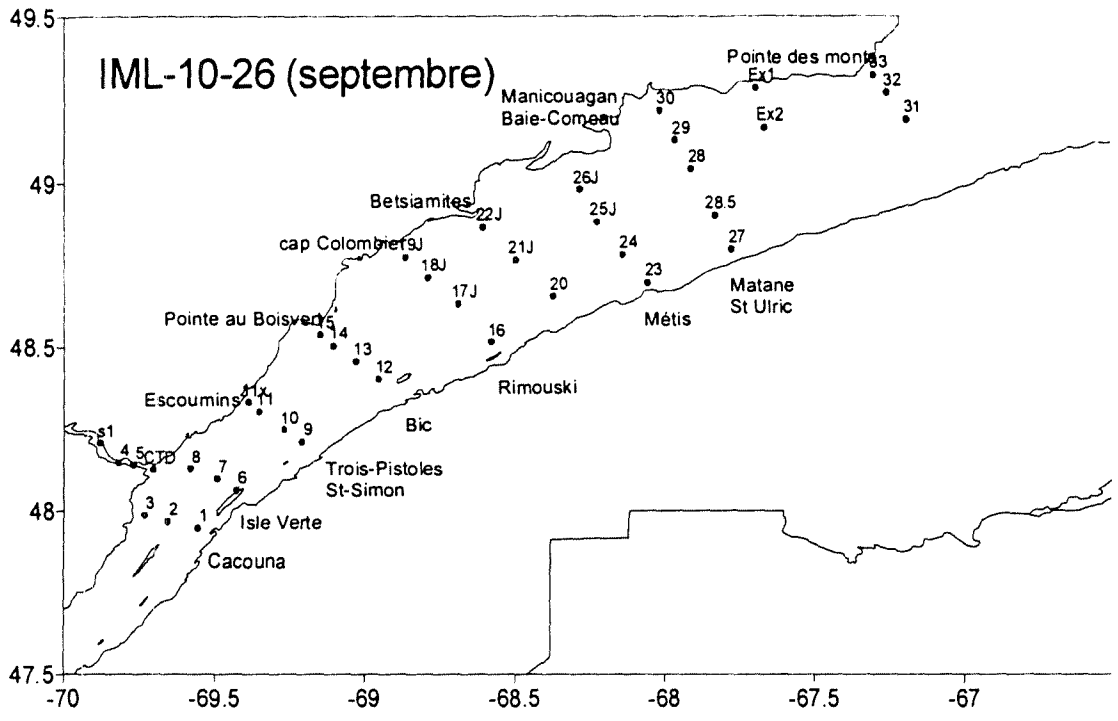 49.5
IML-10-26 (septembre)
Pointe des monts
Ex1
33
32
31
Manicouagan
Baie-Comeau
30
29
Ex2
28
49
26J
28.5
Betsiamites
22J
25J
24
27
cap Colombier
19J
21J
18J
23
Matane
St Ulric
17J
20
Métis
Pointe au Boisvert
15
14
16
48.5
13
12
Rimouski
Escoumins
11x
11
Bic
10
9
s1
4
5
CTD
8
7
6
Trois-Pistoles
St-Simon
3
2
1
Isle Verte
48
Cacouna
47.5
-70
-69.5
-69
-68.5
-68
-67.5
-67